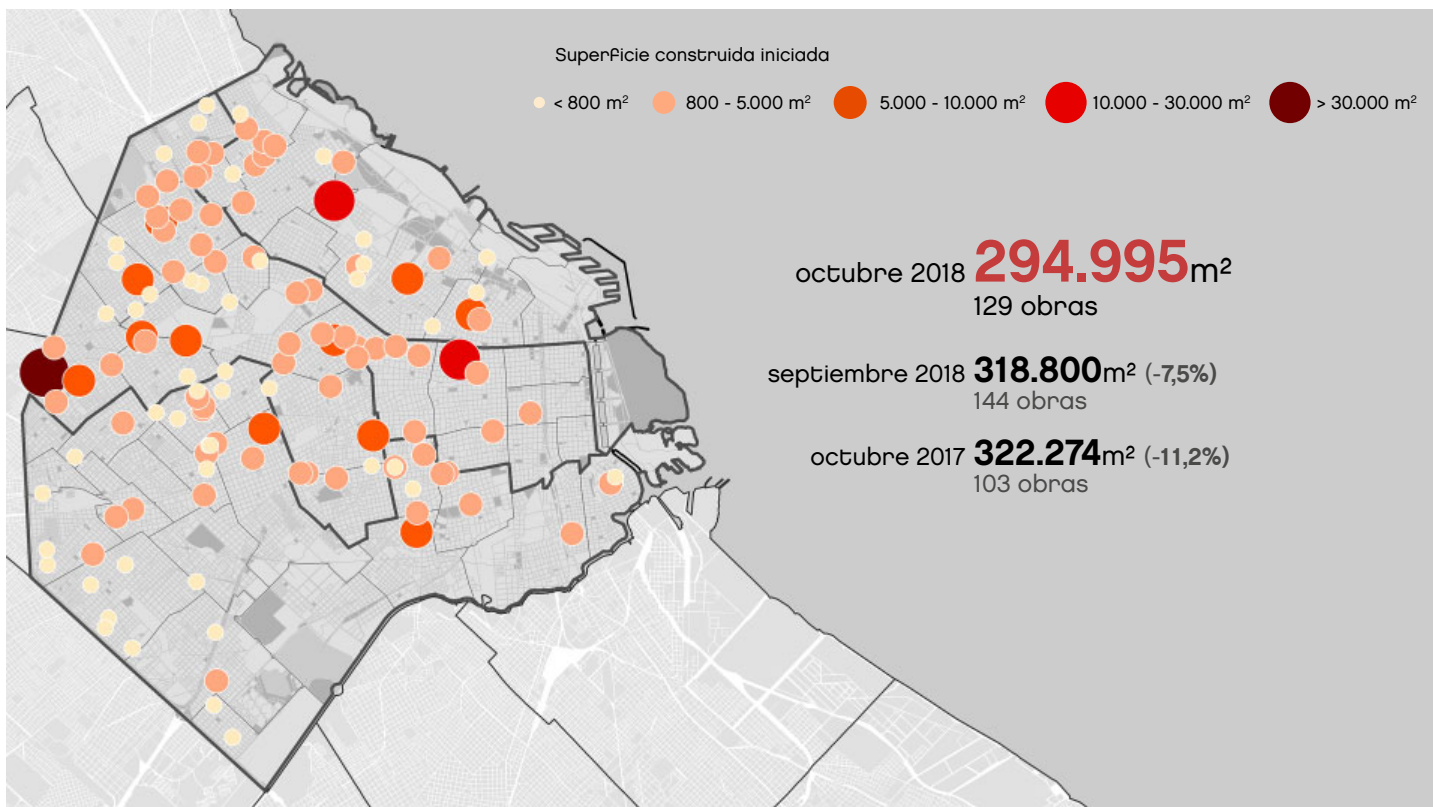 Superficie construida iniciada
< 800 m² 800 - 5.000 m² 5.000 - 10.000 m² 10.000 - 30.000 m² > 30.000 m²
octubre 2018 294.995m²
129 obras
septiembre 2018 318.800m² (-7,5%)
144 obras
octubre 2017 322.274m² (-11,2%)
103 obras